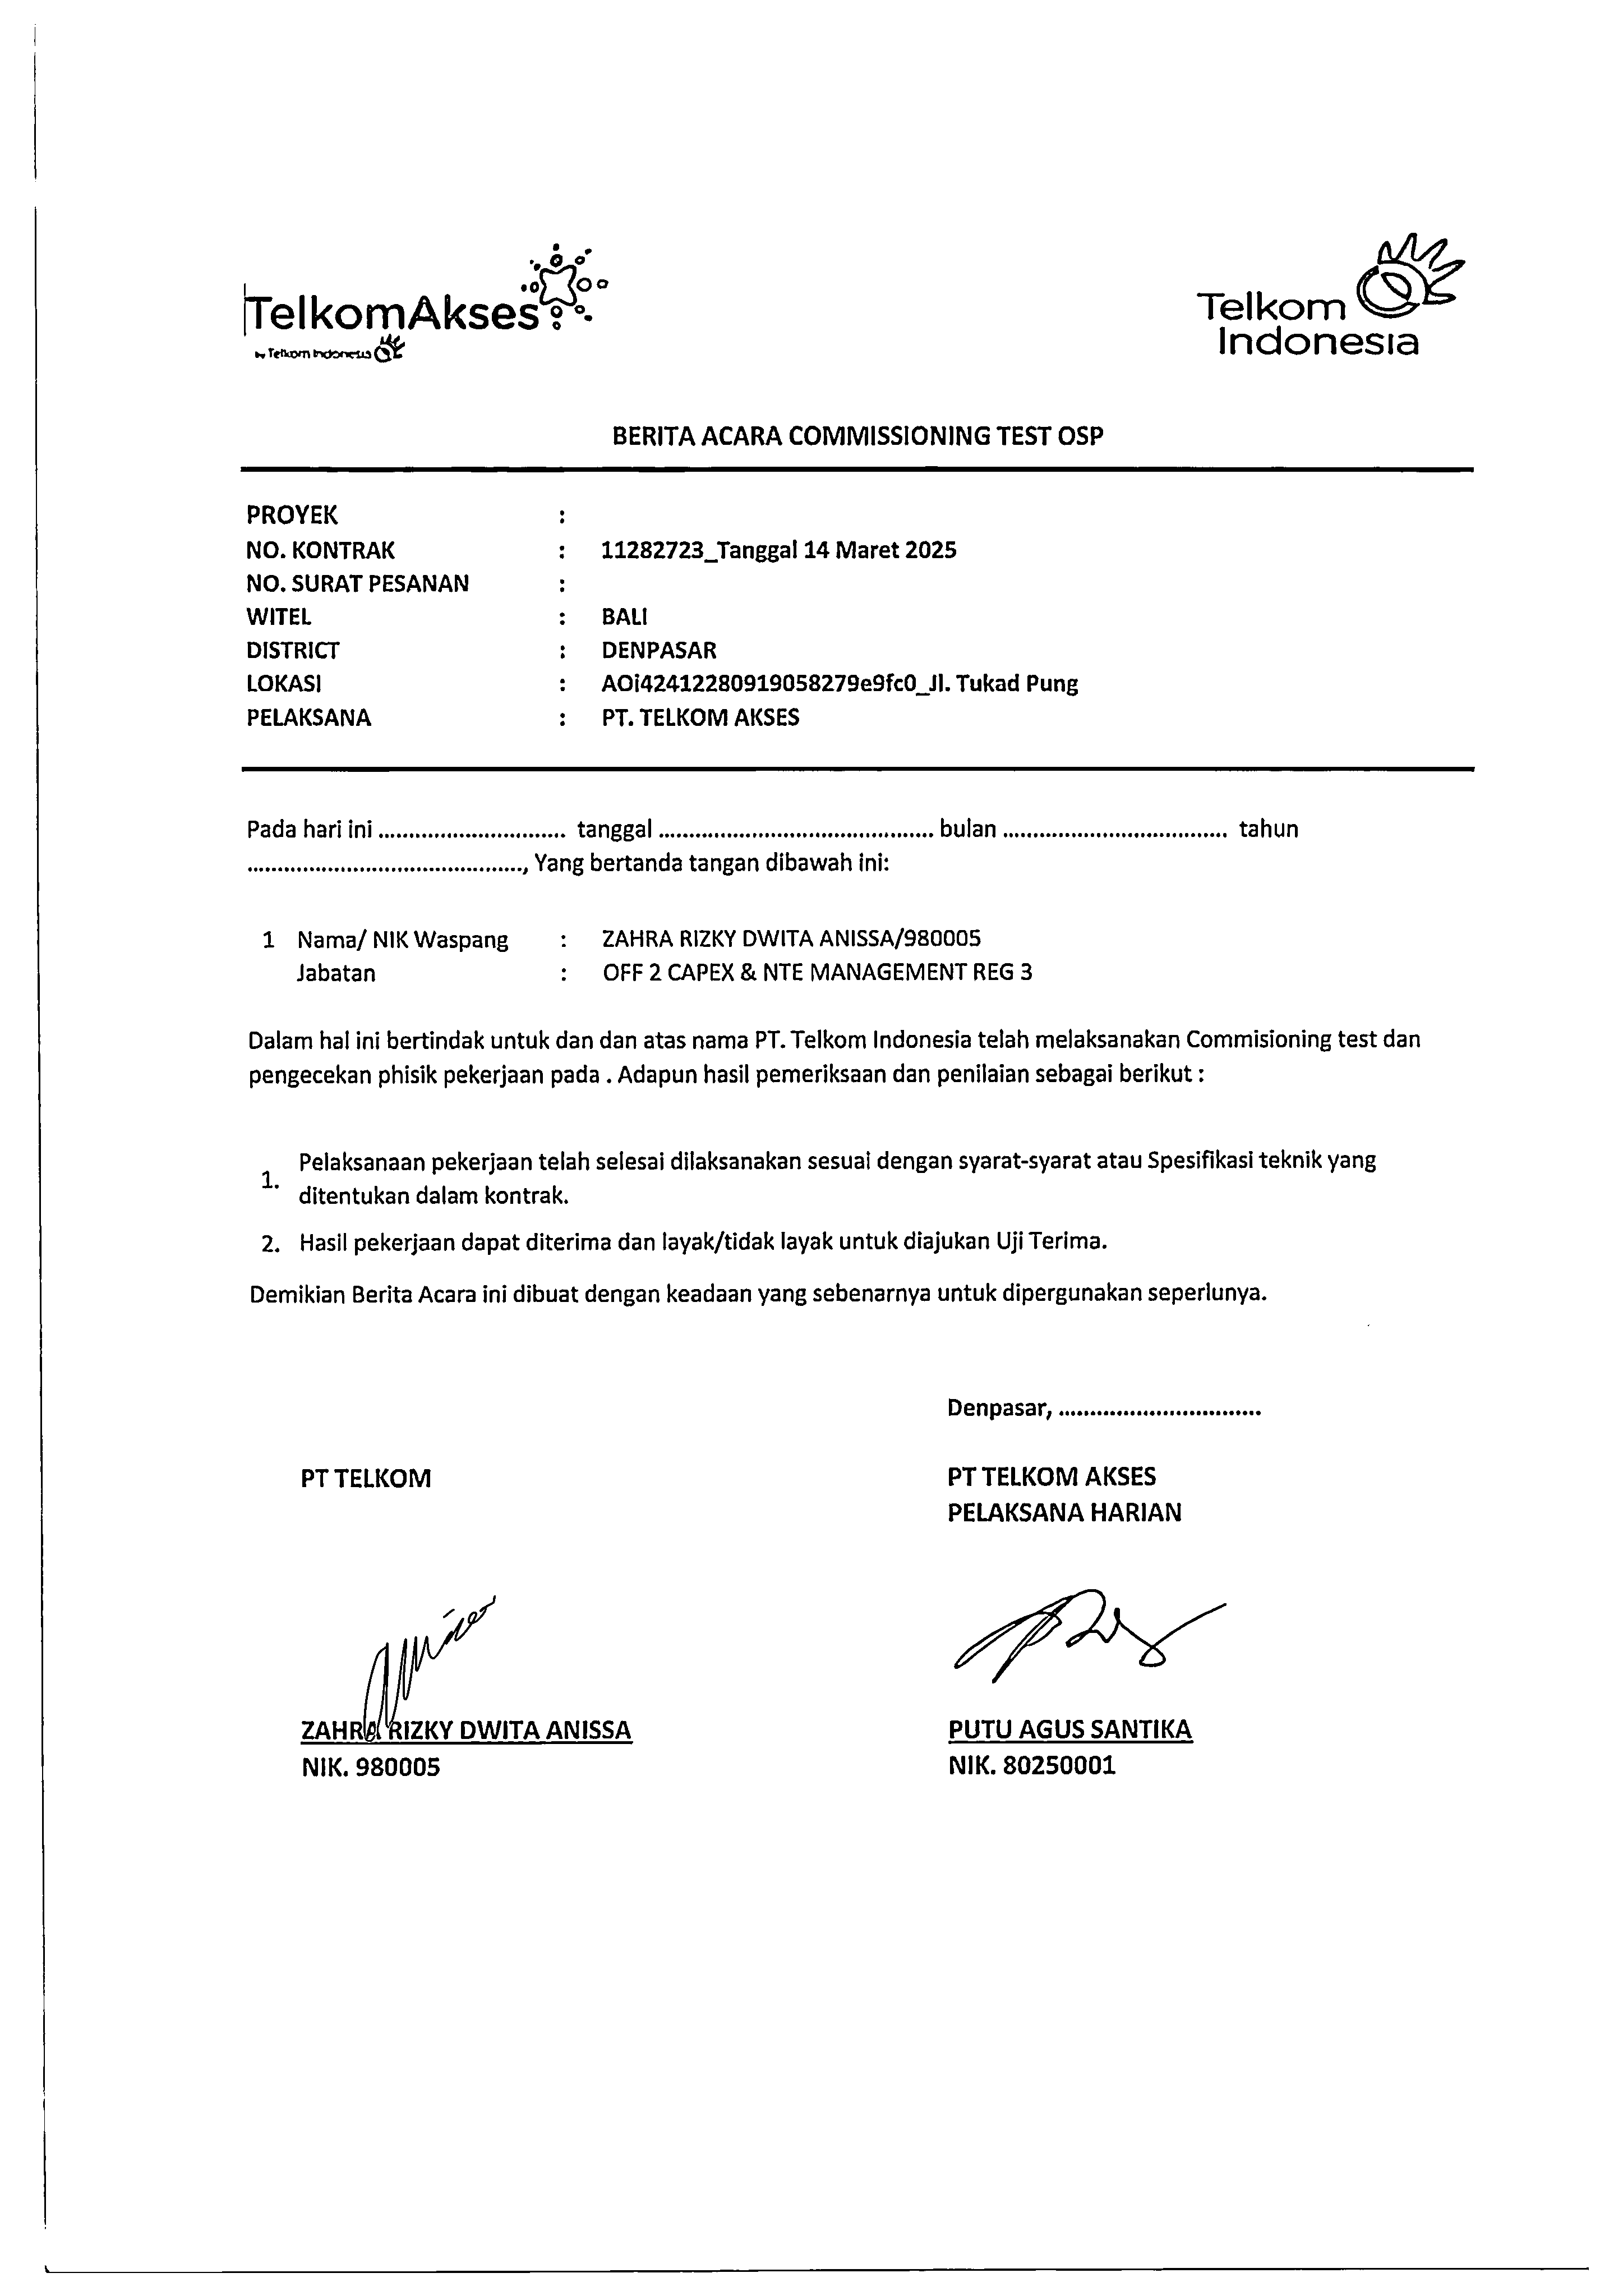 TelkomAkses
by Telkom Indonesia
Telkom
Indonesia
BERITA ACARA COMMISSIONING TEST OSP
PROYEK :
NO. KONTRAK : 11282723_Tanggal 14 Maret 2025
NO. SURAT PESANAN :
WITEL : BALI
DISTRICT : DENPASAR
LOKASI : AOi42412280919058279e9fc0_Jl. Tukad Pung
PELAKSANA : PT. TELKOM AKSES
Pada hari ini .............................. tanggal ............................................ bulan .................................... tahun
............................................, Yang bertanda tangan dibawah ini:
1 Nama/ NIK Waspang : ZAHRA RIZKY DWITA ANISSA/980005
Jabatan : OFF 2 CAPEX & NTE MANAGEMENT REG 3
Dalam hal ini bertindak untuk dan dan atas nama PT. Telkom Indonesia telah melaksanakan Commisioning test dan
pengecekan phisik pekerjaan pada . Adapun hasil pemeriksaan dan penilaian sebagai berikut :
1. Pelaksanaan pekerjaan telah selesai dilaksanakan sesuai dengan syarat-syarat atau Spesifikasi teknik yang
ditentukan dalam kontrak.
2. Hasil pekerjaan dapat diterima dan layak/tidak layak untuk diajukan Uji Terima.
Demikian Berita Acara ini dibuat dengan keadaan yang sebenarnya untuk dipergunakan seperlunya.
Denpasar, .................................
PT TELKOM
PT TELKOM AKSES
PELAKSANA HARIAN
ZAHRA RIZKY DWITA ANISSA
NIK. 980005
PUTU AGUS SANTIKA
NIK. 80250001